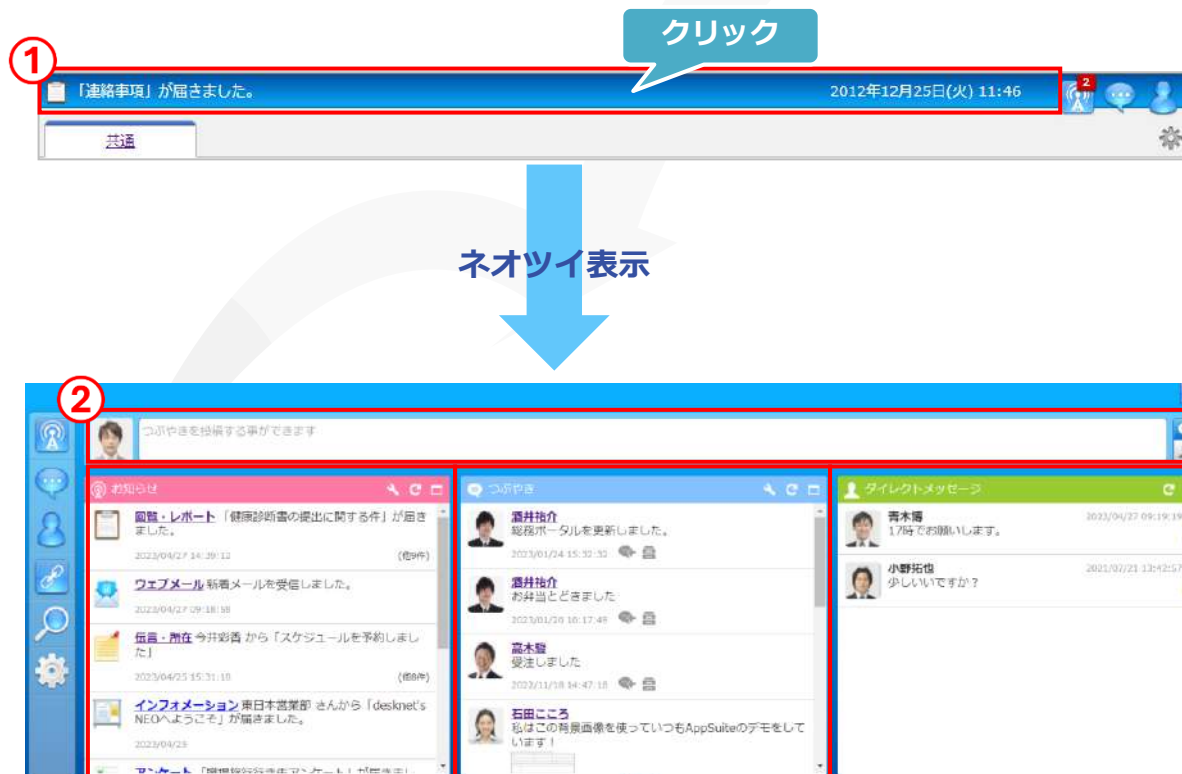 クリック
1
「連絡事項」が届きました。
2012年12月25日(火) 11:46
2
共通
ネオツイ表示
2
つぶやきを投稿する事ができます
お知らせ
回覧・レポート「健康診断書の提出に関する件」が届き
ました。
2023/04/27 14:39:12
(他9件)
ウェブメール 新着メールを受信しました。
2023/04/27 09:18:58
伝言・所在 今井彩香 から「スケジュールを予約しまし
た」
2023/04/25 15:31:18
(他8件)
インフォメーション 東日本営業部 さんから「desknet's
NEOへようこそ」が届きました。
2023/04/25
つぶやき
酒井祐介
総務ポータルを更新しました。
2023/01/24 15:32:32
酒井祐介
お弁当とどきました
2023/01/20 10:17:49
高木駿
受注しました
2022/11/18 14:47:18
石田こころ
私はこの背景画像を使っていつもAppSuiteのデモをして
います！
ダイレクトメッセージ
青木博
2023/04/27 09:19:19
17時でお願いします。
小野拓也
2021/07/21 13:42:57
少しいいですか？